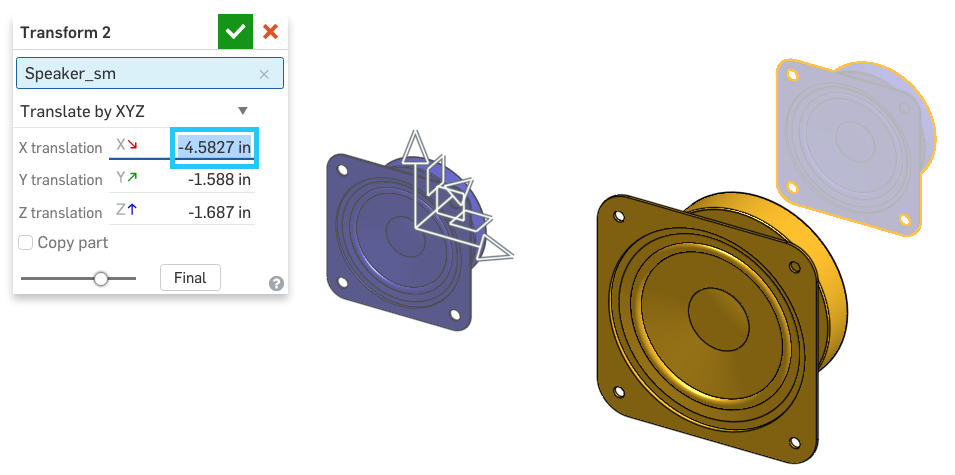 Transform 2
Speaker_sm
Translate by XYZ
X translation X -4.5827 in
Y translation Y -1.588 in
Z translation Z -1.687 in
Copy part
Final
?